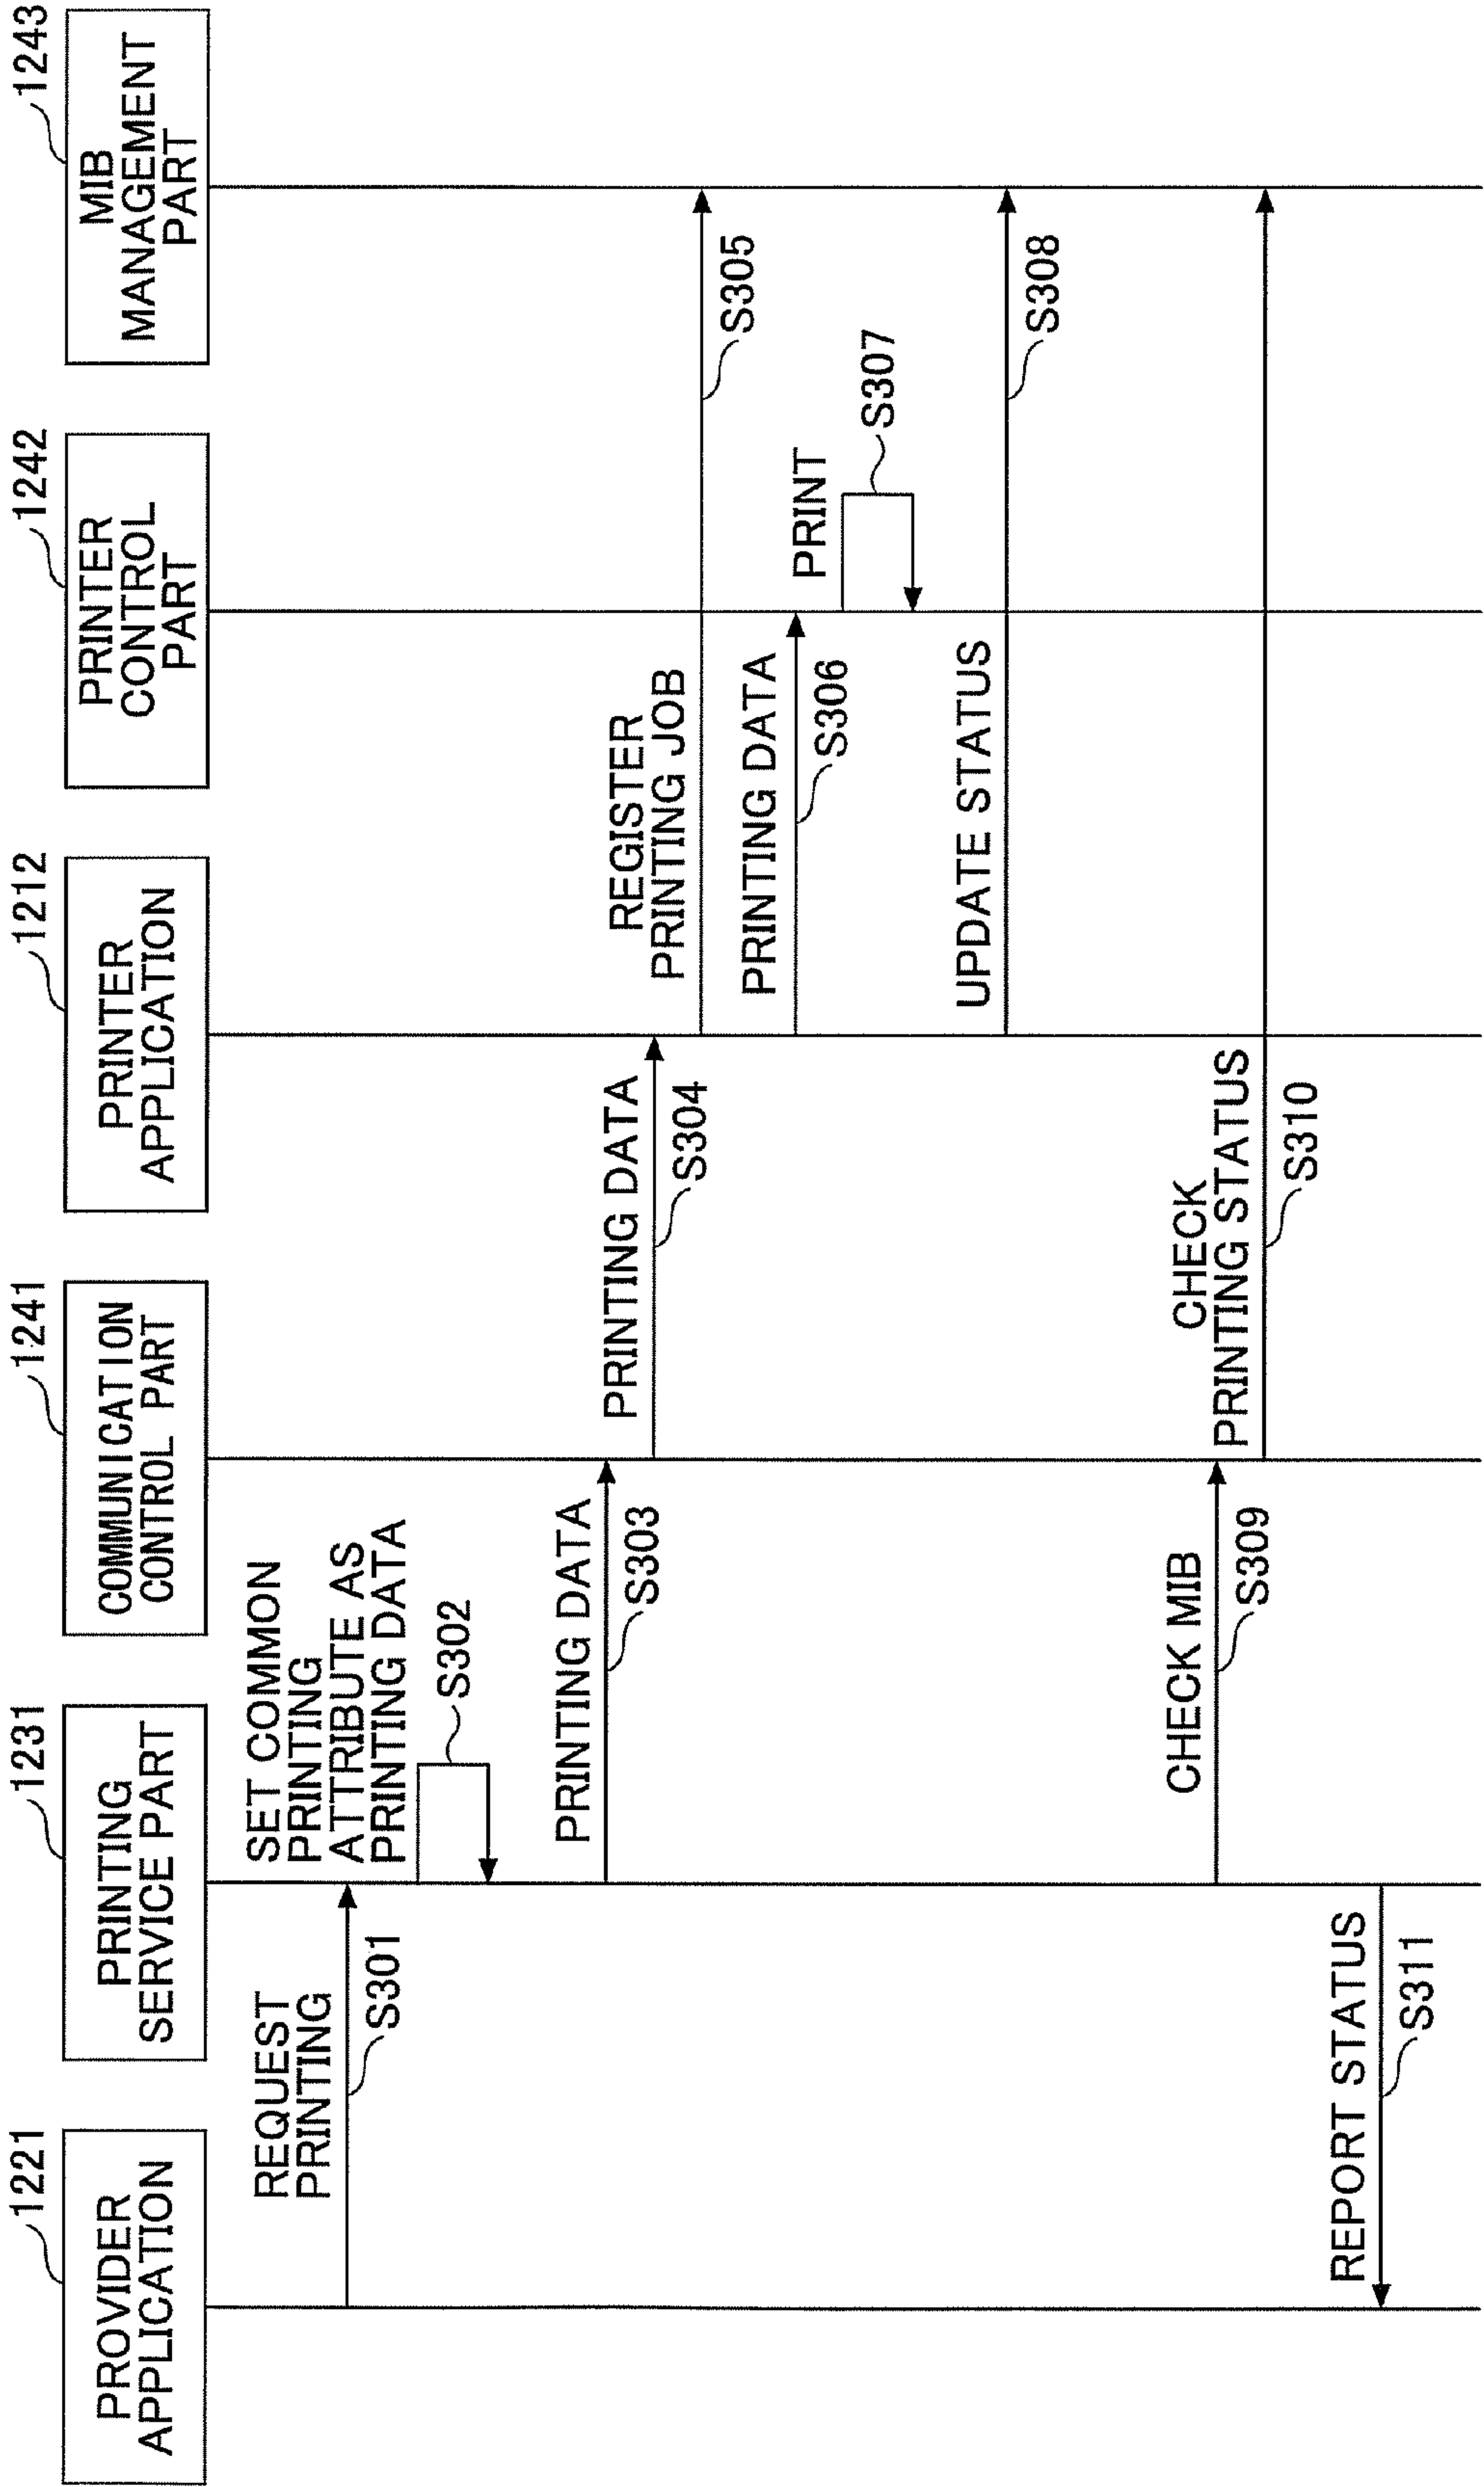 1221
PROVIDER
APPLICATION
1231
PRINTING
SERVICE PART
1241
COMMUNICATION
CONTROL PART
1212
PRINTER
APPLICATION
1242
PRINTER
CONTROL
PART
1243
MIB
MANAGEMENT
PART
REQUEST
PRINTING
S301
SET COMMON
PRINTING
ATTRIBUTE AS
PRINTING DATA
S302
PRINTING DATA
S303
PRINTING DATA
S304
REGISTER
PRINTING JOB
S305
PRINTING DATA
S306
PRINT
S307
UPDATE STATUS
S308
CHECK MIB
S309
CHECK
PRINTING STATUS
S310
REPORT STATUS
S311